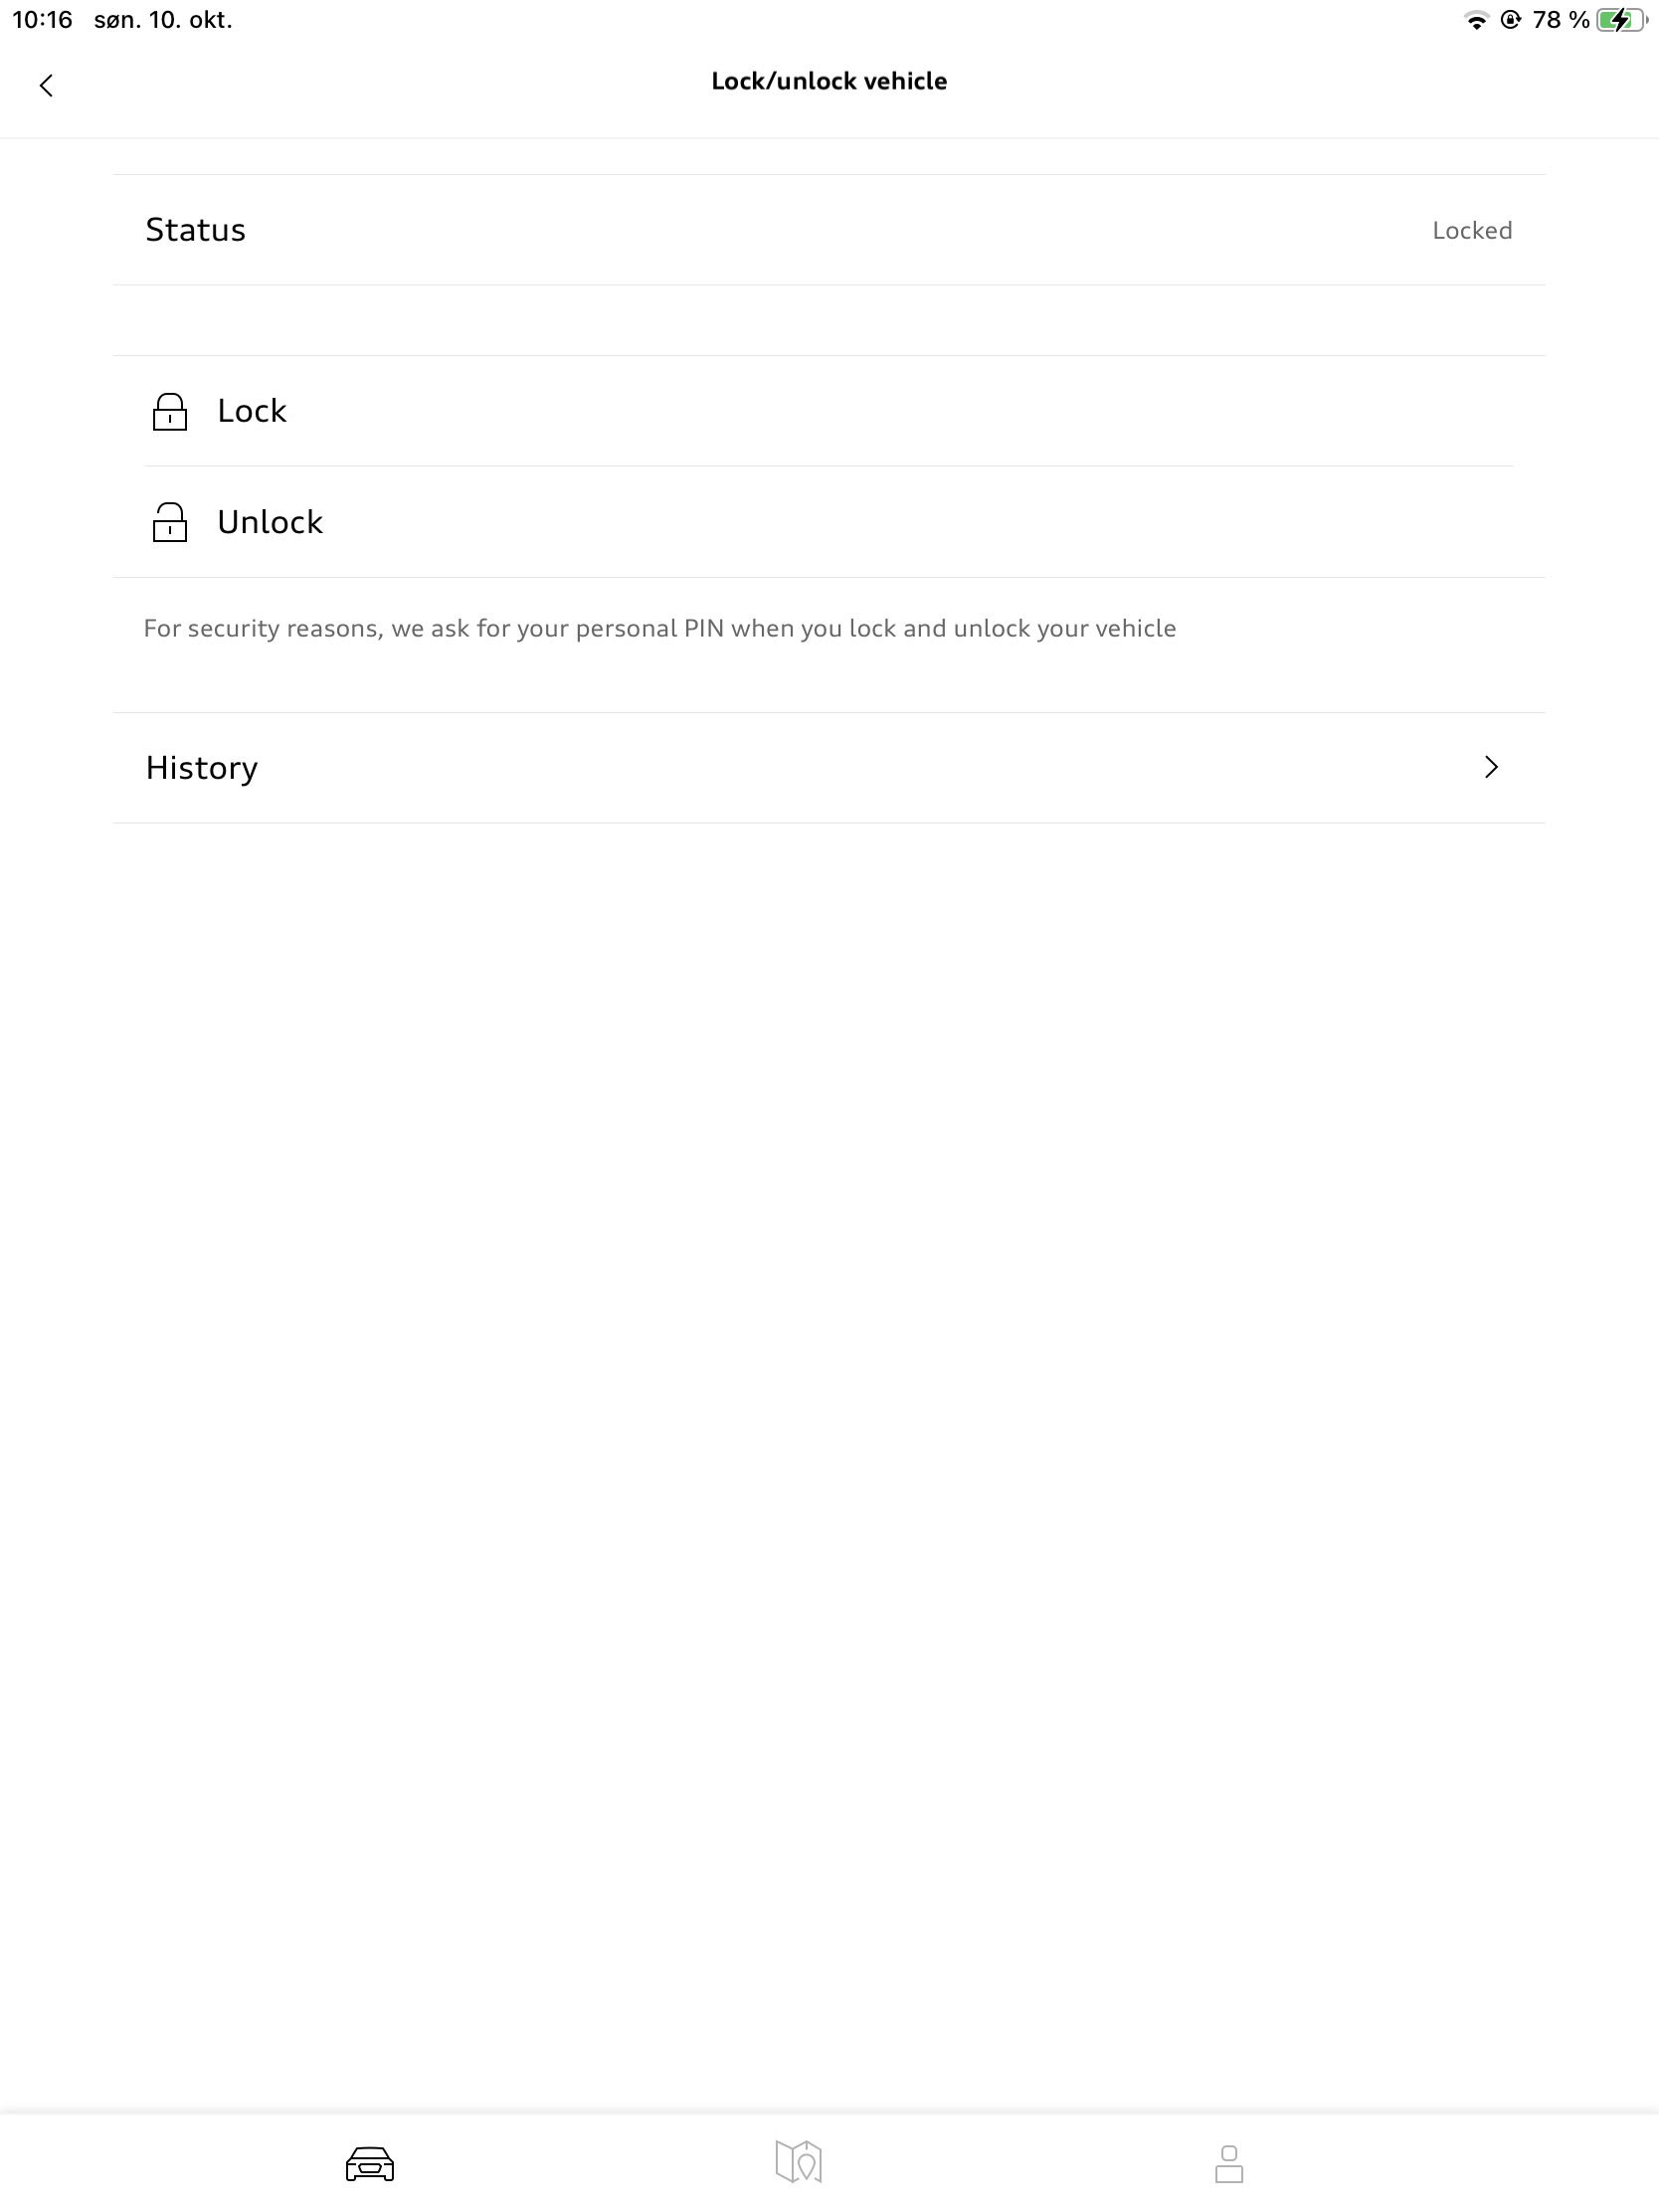 10:16 søn. 10. okt. 78 %
Lock/unlock vehicle
Status Locked
Lock
Unlock
For security reasons, we ask for your personal PIN when you lock and unlock your vehicle
History